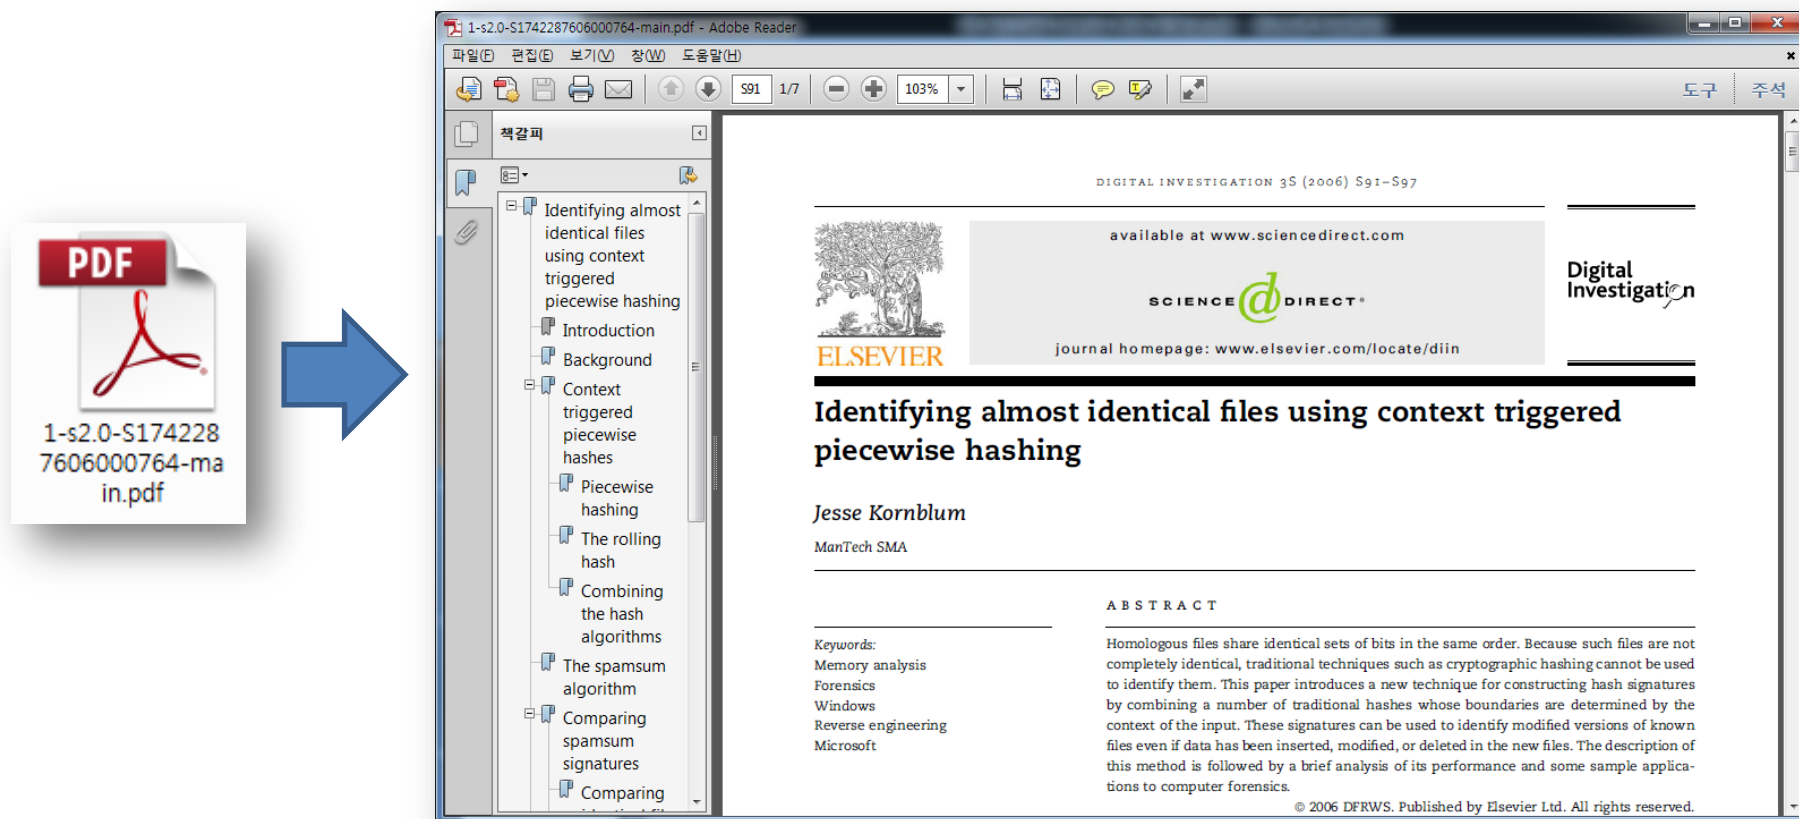 PDF
1-s2.0-S174228
7606000764-ma
in.pdf
1-s2.0-S1742287606000764-main.pdf - Adobe Reader
파일(F) 편집(E) 보기(V) 창(W) 도움말(H)
S91 1/7 103% 도구 주석
책갈피
Identifying almost
identical files
using context
triggered
piecewise hashing
Introduction
Background
Context
triggered
piecewise
hashes
Piecewise
hashing
The rolling
hash
Combining
the hash
algorithms
The spamsum
algorithm
Comparing
spamsum
signatures
Comparing
DIGITAL INVESTIGATION 3S (2006) S91–S97
ELSEVIER
available at www.sciencedirect.com
SCIENCE DIRECT®
journal homepage: www.elsevier.com/locate/diin
Digital
Investigation
Identifying almost identical files using context triggered
piecewise hashing
Jesse Kornblum
ManTech SMA
Keywords:
Memory analysis
Forensics
Windows
Reverse engineering
Microsoft
ABSTRACT
Homologous files share identical sets of bits in the same order. Because such files are not
completely identical, traditional techniques such as cryptographic hashing cannot be used
to identify them. This paper introduces a new technique for constructing hash signatures
by combining a number of traditional hashes whose boundaries are determined by the
context of the input. These signatures can be used to identify modified versions of known
files even if data has been inserted, modified, or deleted in the new files. The description of
this method is followed by a brief analysis of its performance and some sample applica-
tions to computer forensics.
© 2006 DFRWS. Published by Elsevier Ltd. All rights reserved.